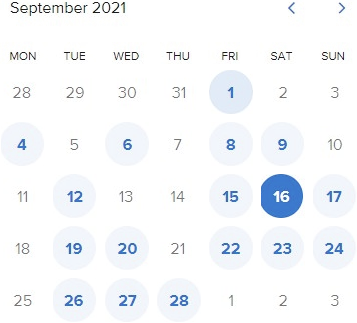 September 2021 < >
MON TUE WED THU FRI SAT SUN
28 29 30 31 1 2 3
4 5 6 7 8 9 10
11 12 13 14 15 16 17
18 19 20 21 22 23 24
25 26 27 28 1 2 3